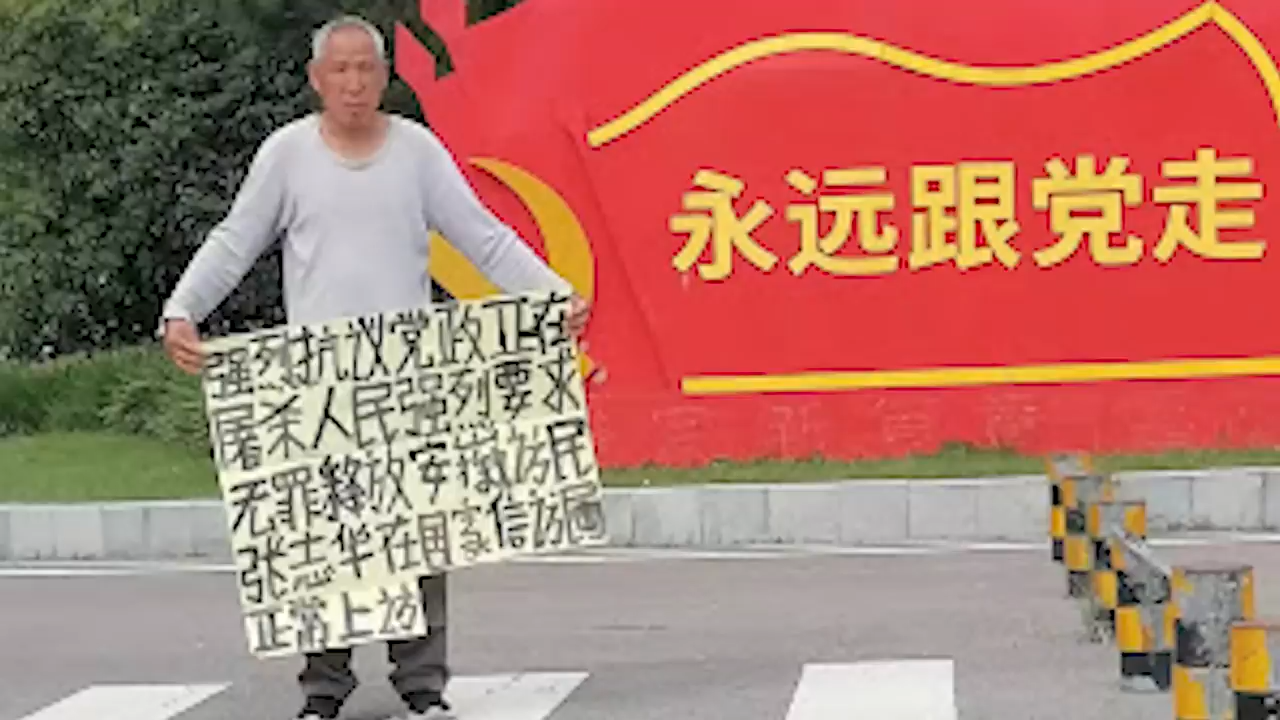 永远跟党走
强烈抗议党政正在
屠杀人民强烈要求
无罪释放安徽访民
张志华在国家信访局
正常上访